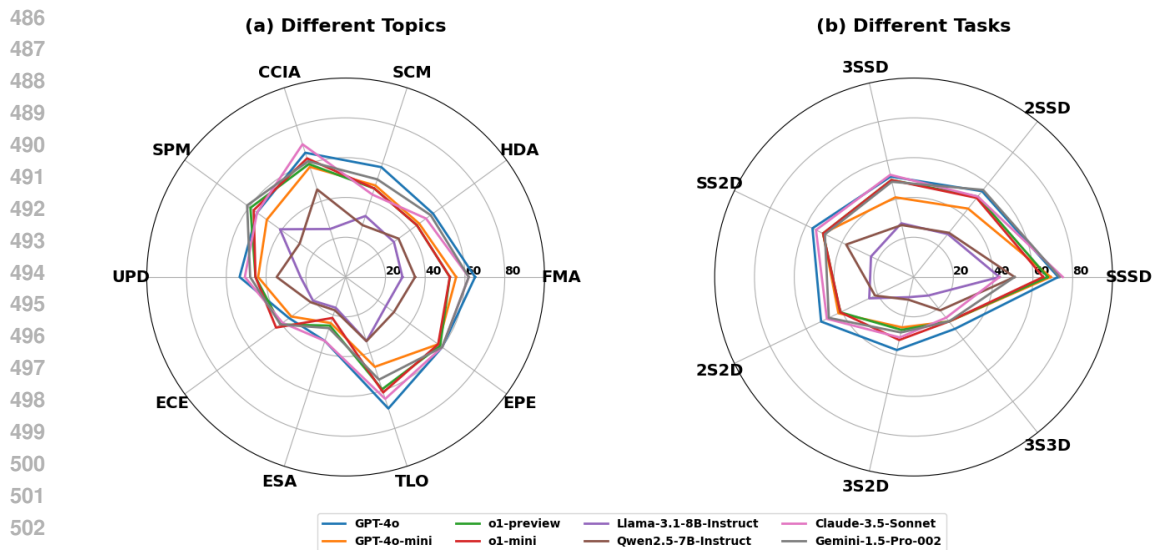 486
487
488
489
490
491
492
493
494
495
496
497
498
499
500
501
502
(a) Different Topics
CCIA
SCM
SPM
HDA
UPD
20 40 60 80
FMA
ECE
EPE
ESA
TLO
(b) Different Tasks
3SSD
2SSD
SS2D
20 40 60 80
SSSD
2S2D
3S3D
3S2D
GPT-4o
o1-preview
Llama-3.1-8B-Instruct
Claude-3.5-Sonnet
GPT-4o-mini
o1-mini
Qwen2.5-7B-Instruct
Gemini-1.5-Pro-002